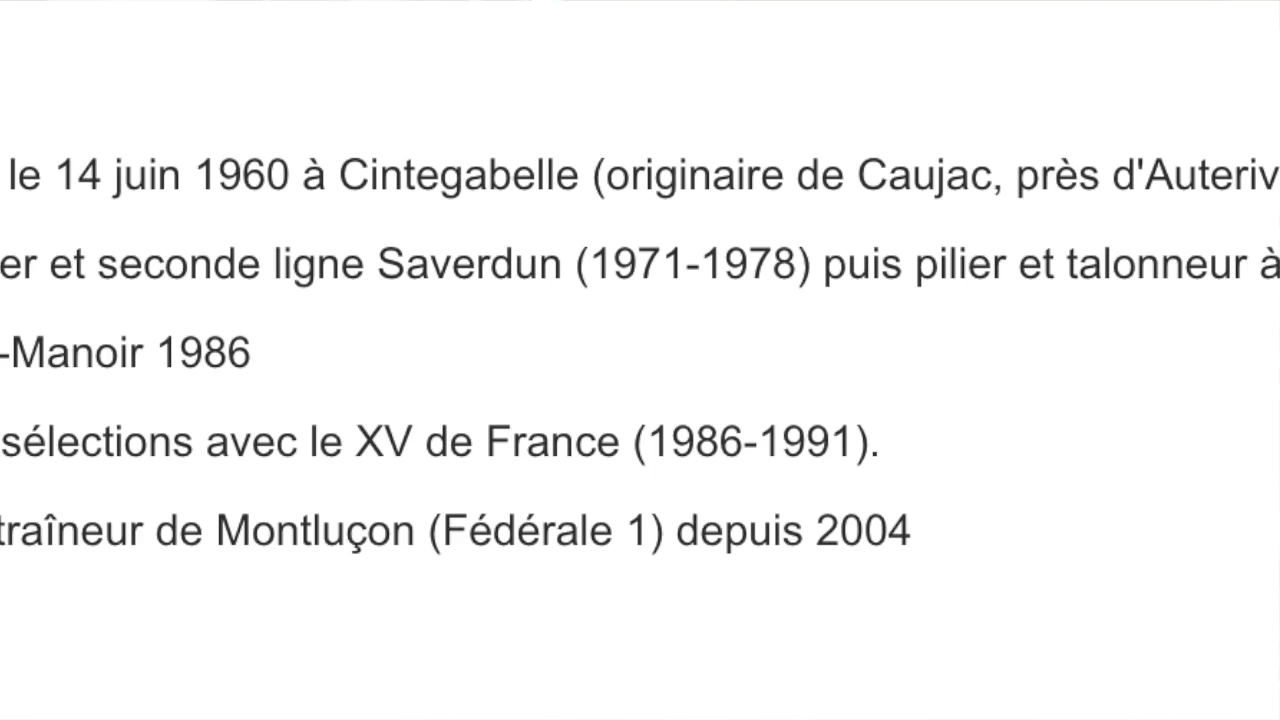 le 14 juin 1960 à Cintegabelle (originaire de Caujac, près d'Auteriv
er et seconde ligne Saverdun (1971-1978) puis pilier et talonneur à
-Manoir 1986
sélections avec le XV de France (1986-1991).
traîneur de Montluçon (Fédérale 1) depuis 2004